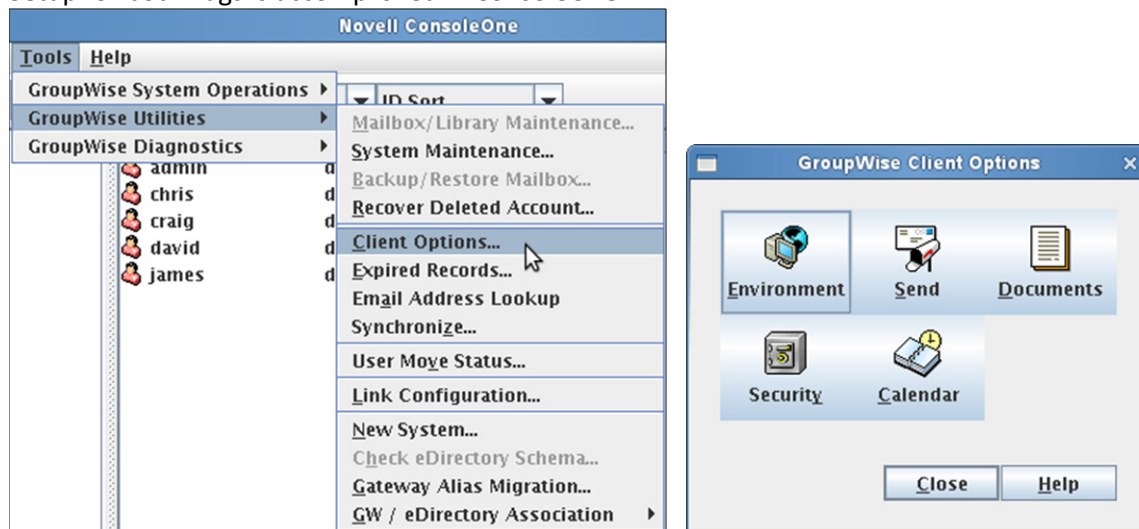 Novell ConsoleOne
Tools Help
GroupWise System Operations
GroupWise Utilities
GroupWise Diagnostics
ID Sort
admin d
chris d
craig d
david d
james d
Mailbox/Library Maintenance...
System Maintenance...
Backup/Restore Mailbox...
Recover Deleted Account...
Client Options...
Expired Records...
Email Address Lookup
Synchronize...
User Move Status...
Link Configuration...
New System...
Check eDirectory Schema...
Gateway Alias Migration...
GW / eDirectory Association
GroupWise Client Options
Environment Send Documents
Security Calendar
Close Help